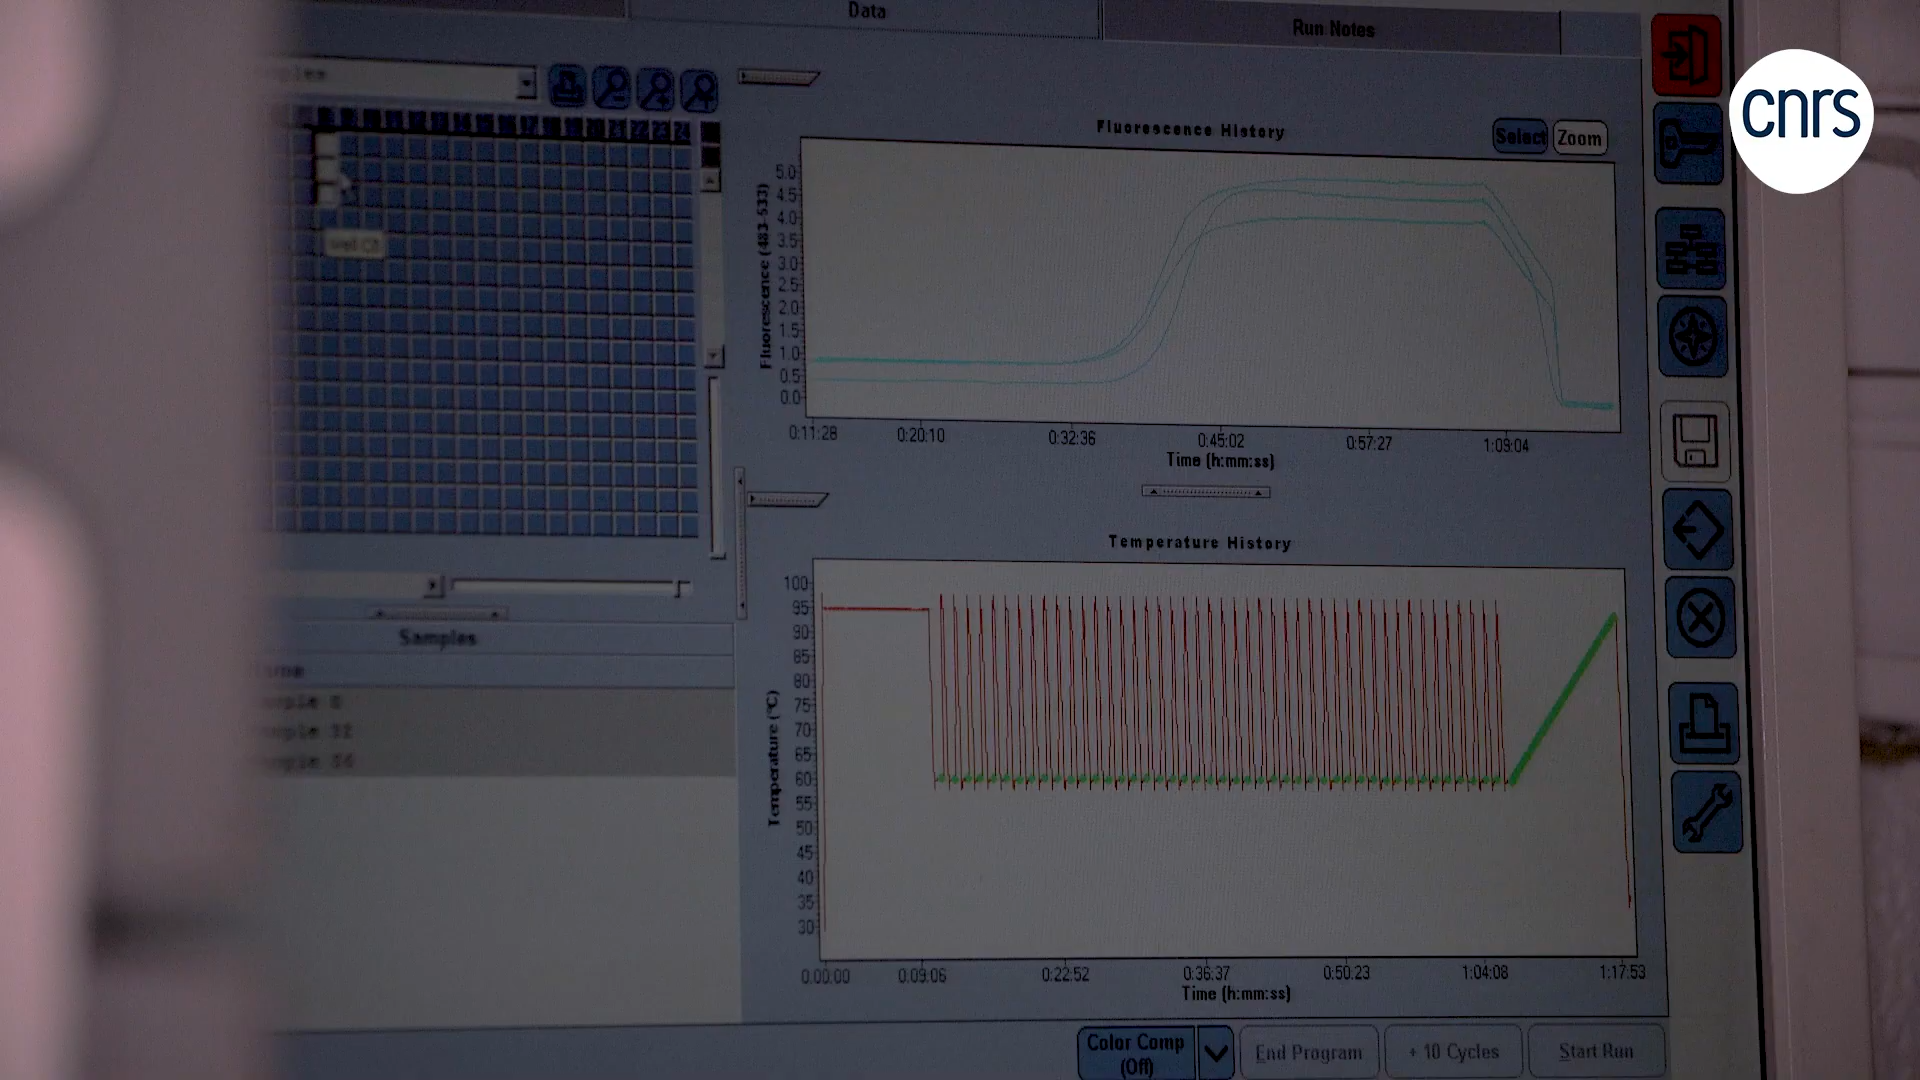 Data
Run Notes
cnrs
Fluorescence History
Select
Zoom
Fluorescence (483-533)
5.0
4.5
4.0
3.5
3.0
2.5
2.0
1.5
1.0
0.5
0.0
0:11:28
0:20:10
0:32:36
0:45:02
0:57:27
1:09:04
Time (h:mm:ss)
Temperature History
Temperature (°C)
100
95
90
85
80
75
70
65
60
55
50
45
40
35
30
0:00:00
0:09:06
0:22:52
0:36:37
0:50:23
1:04:08
1:17:53
Time (h:mm:ss)
Samples
Color Comp
(Off)
End Program
+ 10 Cycles
Start Run